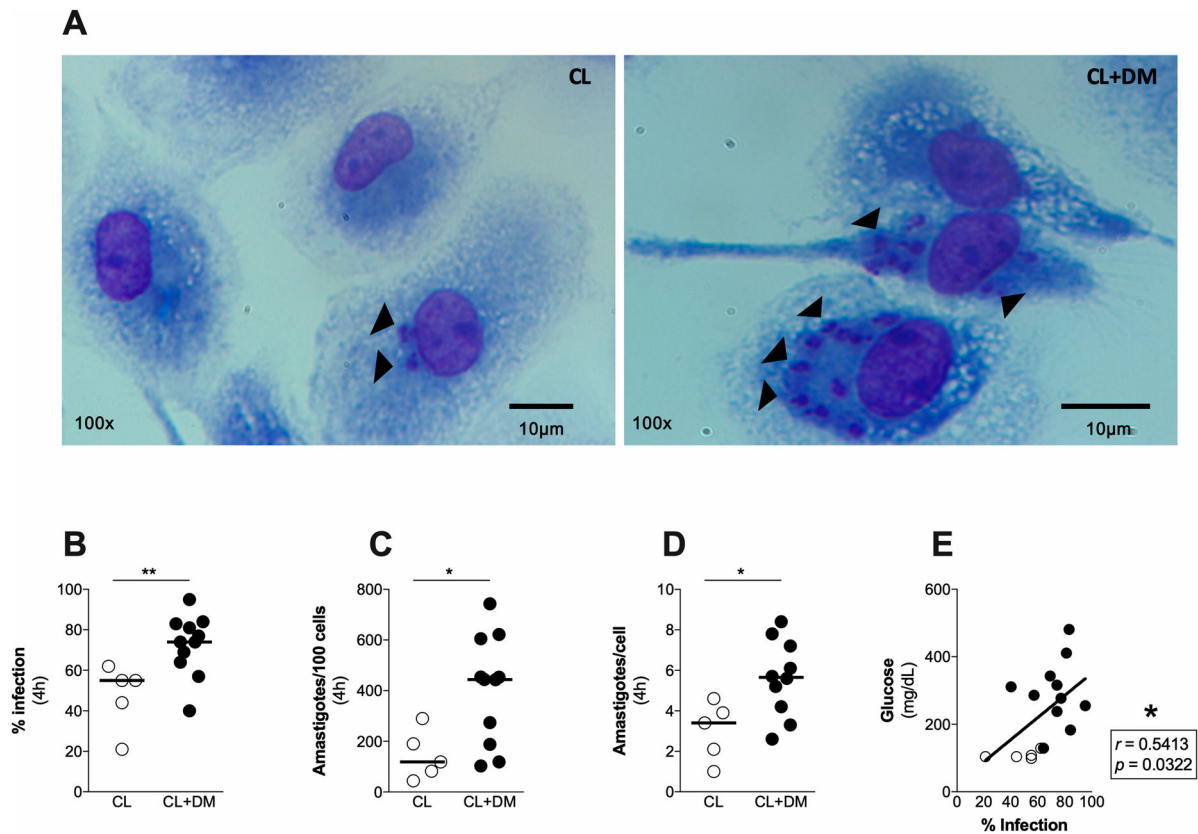 A
CL
CL+DM
100x
10µm
100x
10µm
B
C
D
E
**
% infection
(4h)
100
80
60
40
20
0
CL
CL+DM
*
Amastigotes/100 cells
(4h)
800
600
400
200
0
CL
CL+DM
*
Amastigotes/cell
(4h)
10
8
6
4
2
0
CL
CL+DM
Glucose
(mg/dL)
600
400
200
0
0 20 40 60 80 100
% Infection
*
r = 0.5413
p = 0.0322